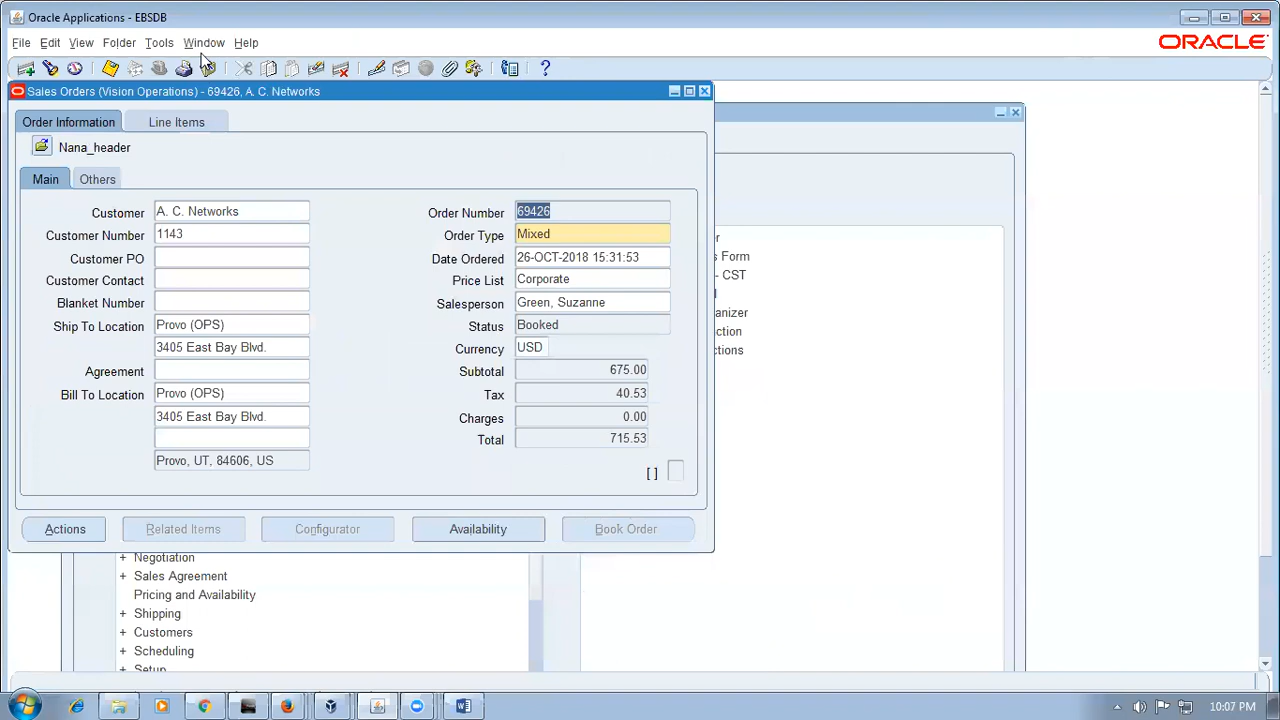 Oracle Applications - EBSDB
File Edit View Folder Tools Window Help
ORACLE
Sales Orders (Vision Operations) - 69426, A. C. Networks
Order Information Line Items
Nana_header
Main Others
Customer A. C. Networks Order Number 69426
Customer Number 1143 Order Type Mixed
Customer PO Date Ordered 26-OCT-2018 15:31:53
Customer Contact Price List Corporate
Blanket Number Salesperson Green, Suzanne
Ship To Location Provo (OPS) Status Booked
3405 East Bay Blvd. Currency USD
Agreement Subtotal 675.00
Bill To Location Provo (OPS) Tax 40.53
3405 East Bay Blvd. Charges 0.00
Total 715.53
Provo, UT, 84606, US
[ ]
Actions Related Items Configurator Availability Book Order
s Form
- CST
anizer
ction
ctions
+ Negotiation
+ Sales Agreement
Pricing and Availability
+ Shipping
+ Customers
+ Scheduling
+ Setup
10:07 PM